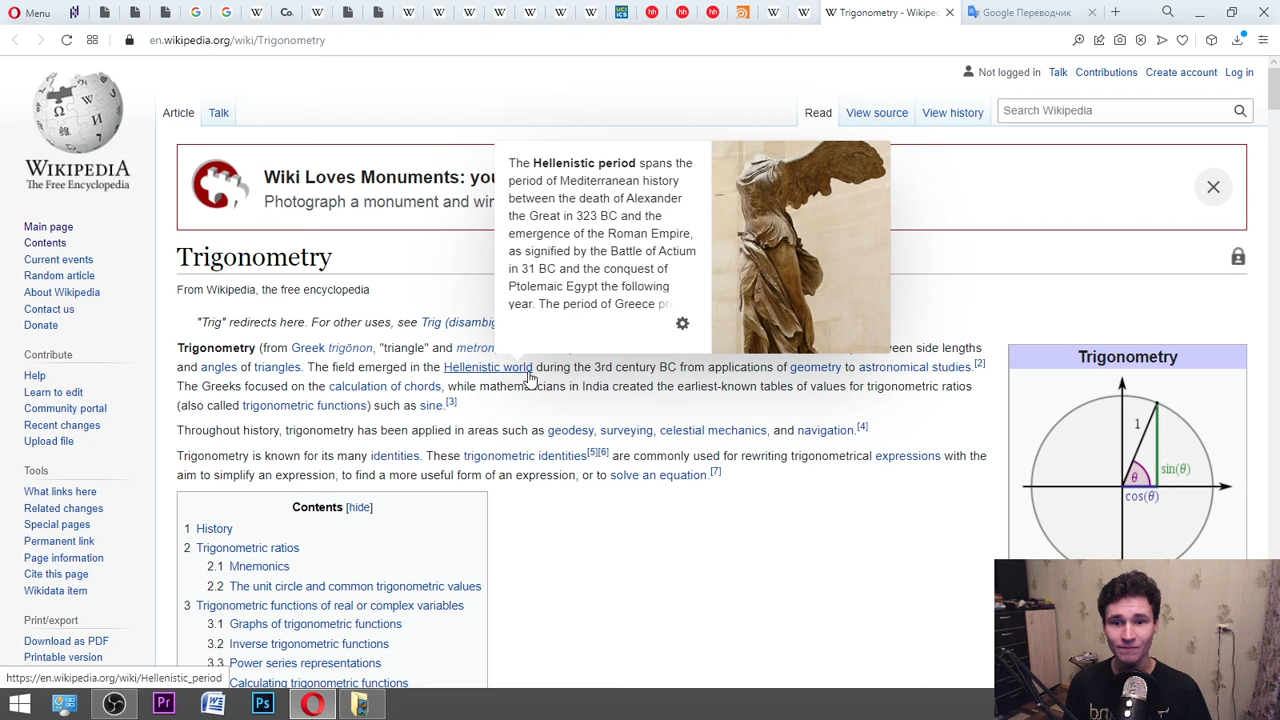 Menu
Co.
UCI
ICS
hh
hh
hh
Trigonometry - Wikipe
Google Переводчик
en.wikipedia.org/wiki/Trigonometry
Not logged in Talk Contributions Create account Log in
Article Talk Read View source View history Search Wikipedia
WIKIPEDIA
The Free Encyclopedia
Main page
Contents
Current events
Random article
About Wikipedia
Contact us
Donate
Contribute
Help
Learn to edit
Community portal
Recent changes
Upload file
Tools
What links here
Related changes
Special pages
Permanent link
Page information
Cite this page
Wikidata item
Print/export
Download as PDF
Printable version
https://en.wikipedia.org/wiki/Hellenistic_period
Wiki Loves Monuments: you
Photograph a monument and win
The Hellenistic period spans the
period of Mediterranean history
between the death of Alexander
the Great in 323 BC and the
emergence of the Roman Empire,
as signified by the Battle of Actium
in 31 BC and the conquest of
Ptolemaic Egypt the following
year. The period of Greece
Trigonometry
From Wikipedia, the free encyclopedia
"Trig" redirects here. For other uses, see Trig (disambig
Trigonometry (from Greek trigōnon, "triangle" and metron ween side lengths
and angles of triangles. The field emerged in the Hellenistic world during the 3rd century BC from applications of geometry to astronomical studies.[2]
The Greeks focused on the calculation of chords, while mathematicians in India created the earliest-known tables of values for trigonometric ratios
(also called trigonometric functions) such as sine.[3]
Throughout history, trigonometry has been applied in areas such as geodesy, surveying, celestial mechanics, and navigation.[4]
Trigonometry is known for its many identities. These trigonometric identities[5][6] are commonly used for rewriting trigonometrical expressions with the
aim to simplify an expression, to find a more useful form of an expression, or to solve an equation.[7]
Contents [hide]
1 History
2 Trigonometric ratios
2.1 Mnemonics
2.2 The unit circle and common trigonometric values
3 Trigonometric functions of real or complex variables
3.1 Graphs of trigonometric functions
3.2 Inverse trigonometric functions
3.3 Power series representations
Calculating trigonometric functions
Trigonometry
1
θ
sin(θ)
cos(θ)
Pr
Ps